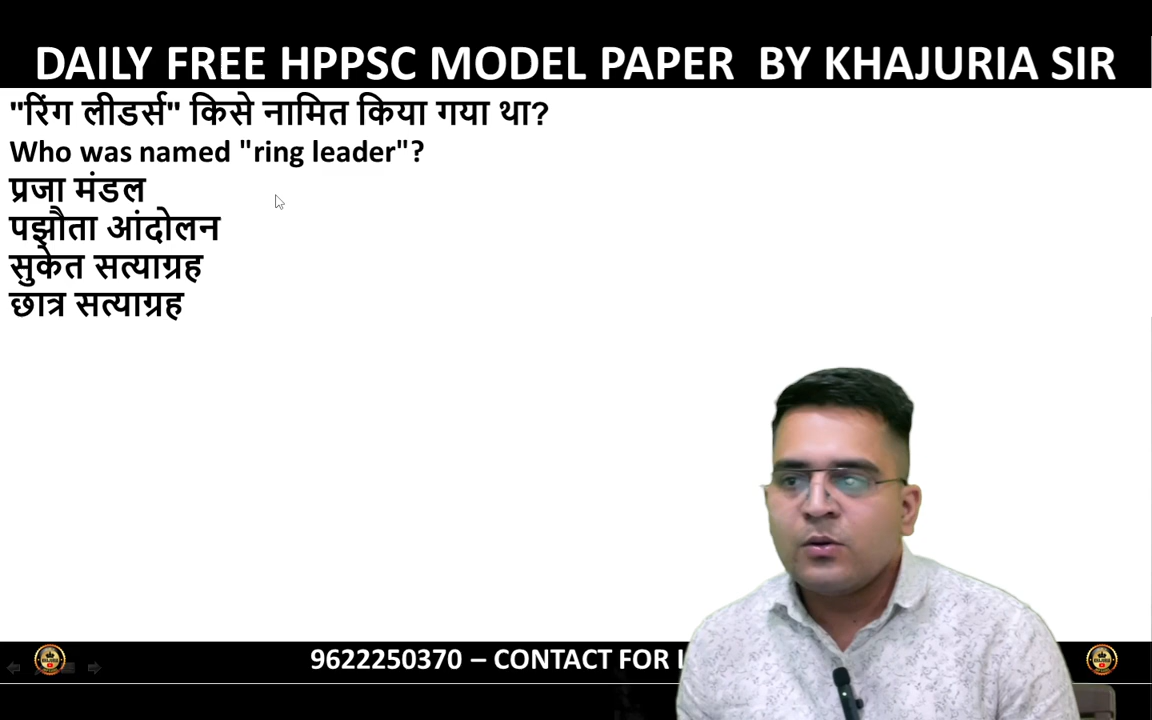 DAILY FREE HPPSC MODEL PAPER BY KHAJURIA SIR
"रिंग लीडर्स" किसे नामित किया गया था?
Who was named "ring leader"?
प्रजा मंडल
पझौता आंदोलन
सुकेत सत्याग्रह
छात्र सत्याग्रह
9622250370 – CONTACT FOR